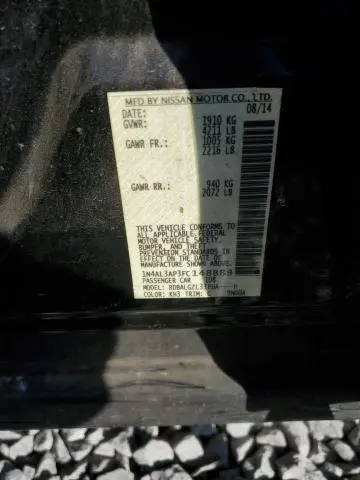 MFD BY NISSAN MOTOR CO., LTD.
DATE: 08/14
GVWR: 1910 KG
4211 LB
GAWR FR.: 1005 KG
2216 LB
GAWR RR.: 940 KG
2072 LB
THIS VEHICLE CONFORMS TO
ALL APPLICABLE FEDERAL
MOTOR VEHICLE SAFETY,
BUMPER, AND THEFT
PREVENTION STANDARDS IN
EFFECT ON THE DATE OF
MANUFACTURE SHOWN ABOVE.
PASSENGER CAR
MODEL:
COLOR: KH3 TRIM: